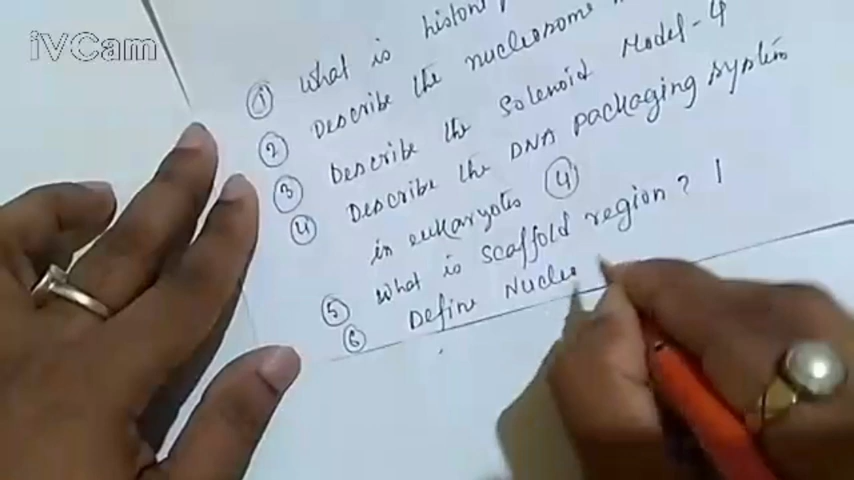 iVCam
① What is histone
② Describe the nucleosome
③ Describe the Solenoid Model - 4
④ Describe the DNA packaging system
in eukaryotes ④
⑤ What is scaffold region ? 1
⑥ Define Nucleo